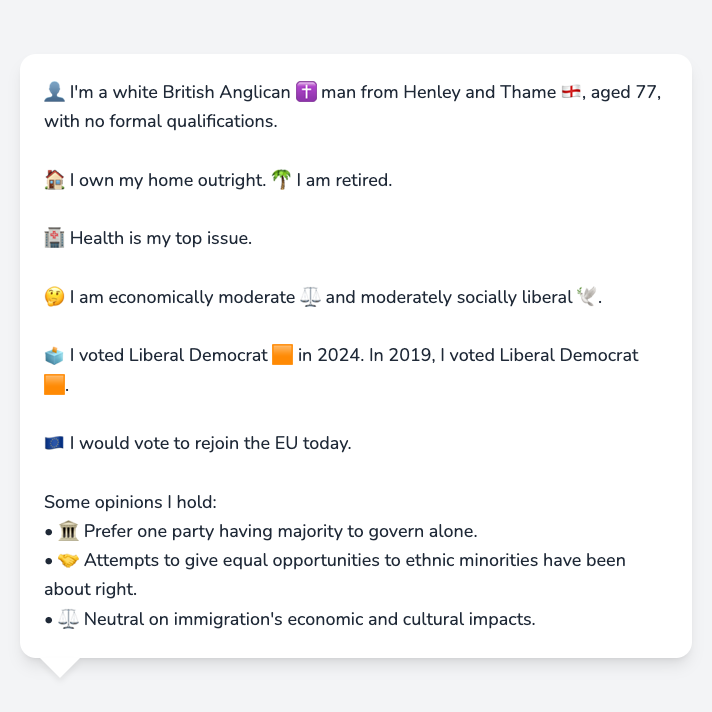 👤 I'm a white British Anglican ✝️ man from Henley and Thame 🏴󠁧󠁢󠁥󠁮󠁧󠁿, aged 77,
with no formal qualifications.
🏠 I own my home outright. 🌴 I am retired.
🏥 Health is my top issue.
🤔 I am economically moderate ⚖️ and moderately socially liberal 🕊️.
🗳️ I voted Liberal Democrat 🟧 in 2024. In 2019, I voted Liberal Democrat
🟧.
🇪🇺 I would vote to rejoin the EU today.
Some opinions I hold:
• 🏛️ Prefer one party having majority to govern alone.
• 🤝 Attempts to give equal opportunities to ethnic minorities have been
about right.
• ⚖️ Neutral on immigration's economic and cultural impacts.